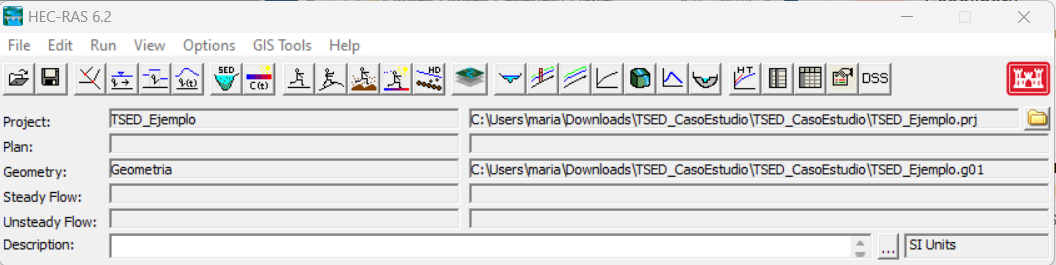 HEC-RAS 6.2
File Edit Run View Options GIS Tools Help
SED C(t) HD HT DSS
Project: TSED_Ejemplo C:\Users\maria\Downloads\TSED_CasoEstudio\TSED_CasoEstudio\TSED_Ejemplo.prj
Plan:
Geometry: Geometria C:\Users\maria\Downloads\TSED_CasoEstudio\TSED_CasoEstudio\TSED_Ejemplo.g01
Steady Flow:
Unsteady Flow:
Description: ... SI Units